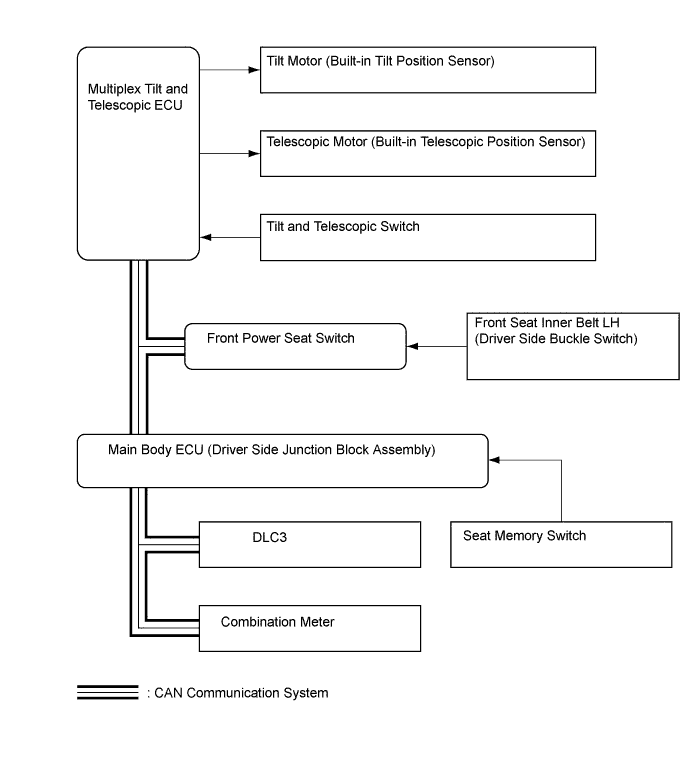 Tilt Motor (Built-in Tilt Position Sensor)
Multiplex Tilt and
Telescopic ECU
Telescopic Motor (Built-in Telescopic Position Sensor)
Tilt and Telescopic Switch
Front Seat Inner Belt LH
(Driver Side Buckle Switch)
Front Power Seat Switch
Main Body ECU (Driver Side Junction Block Assembly)
DLC3
Seat Memory Switch
Combination Meter
: CAN Communication System